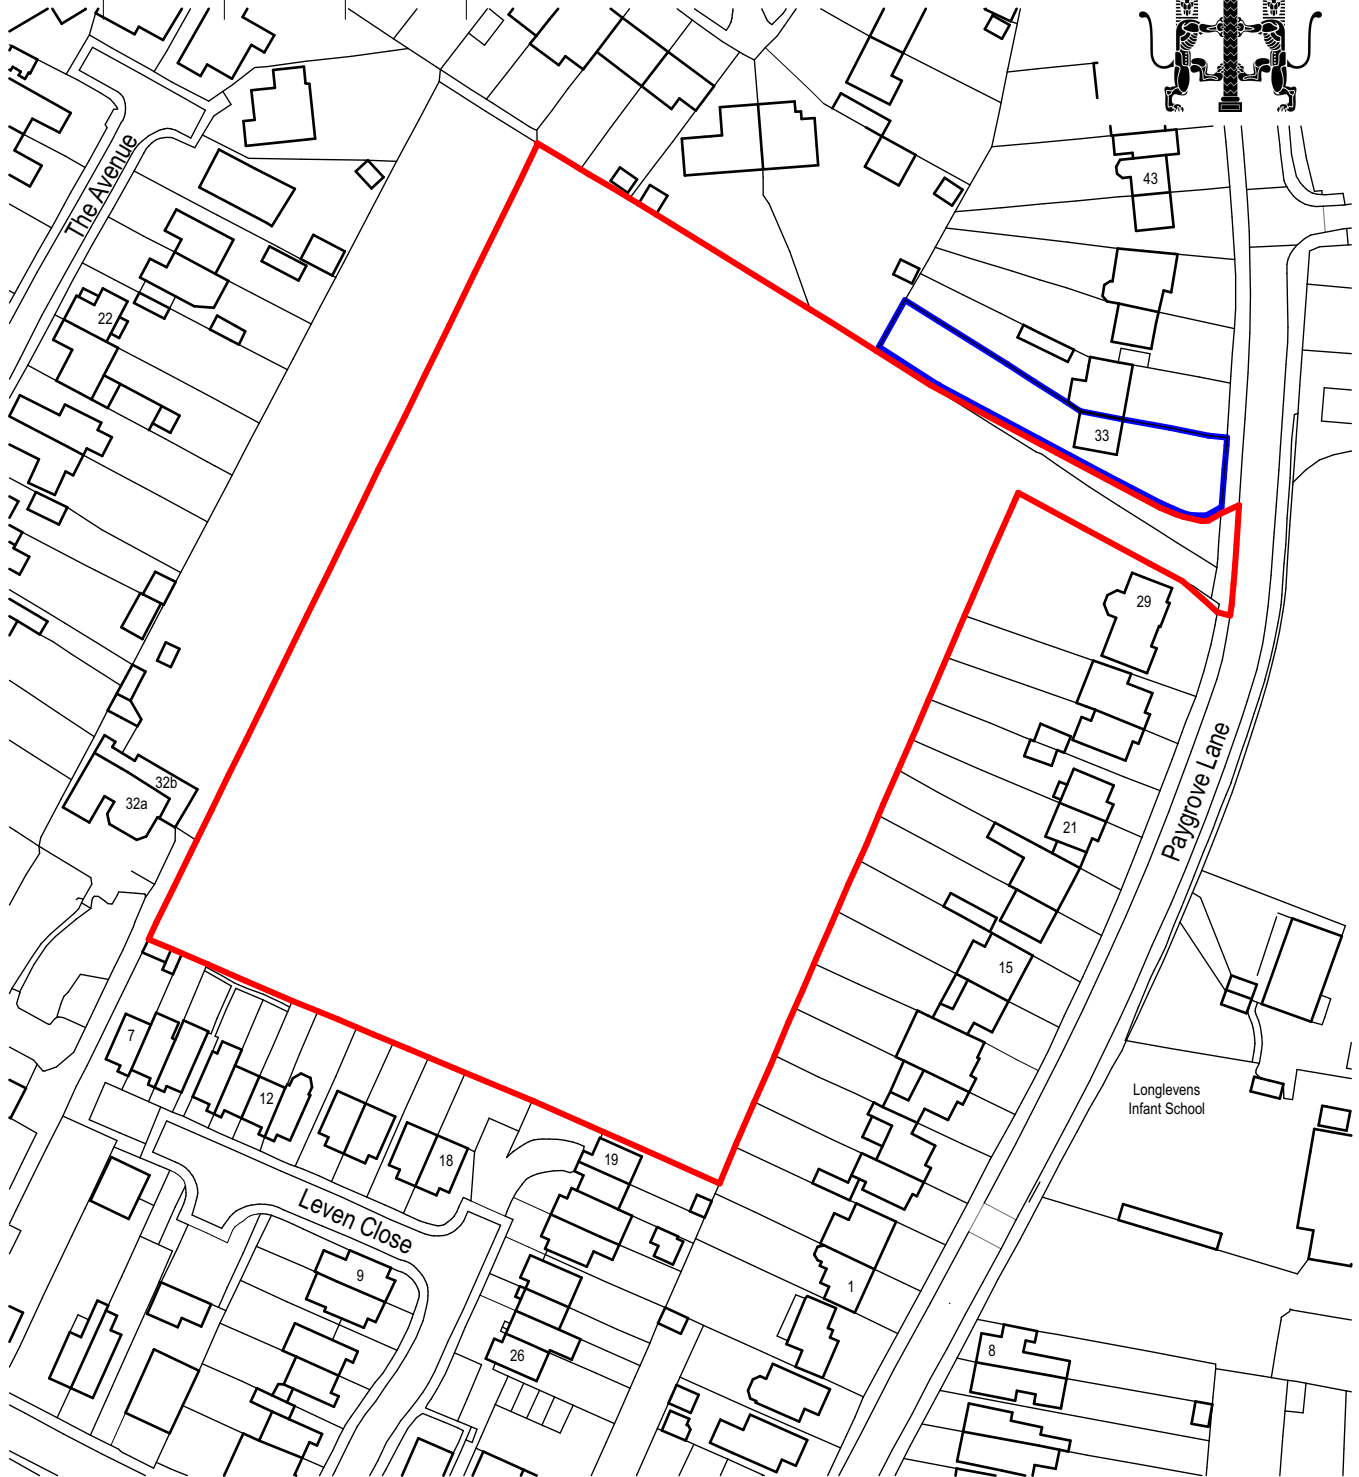 43
The Avenue
22
33
29
Paygrove Lane
32b
32a
21
15
7
12
18
19
Longlevens
Infant School
Leven Close
9
1
26
8